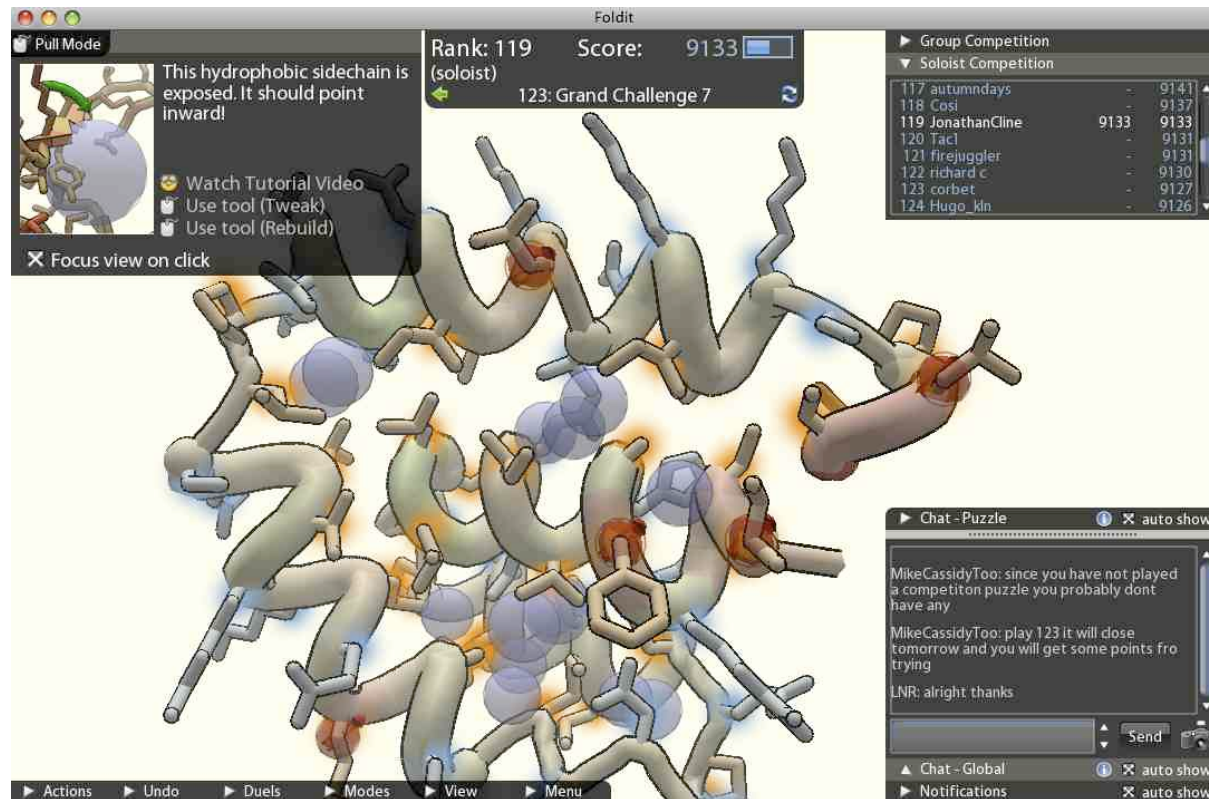 Foldit
Pull Mode
This hydrophobic sidechain is
exposed. It should point
inward!
Watch Tutorial Video
Use tool (Tweak)
Use tool (Rebuild)
Focus view on click
Rank: 119 Score: 9133
(soloist)
123: Grand Challenge 7
Group Competition
Soloist Competition
117 autumndays - 9141
118 Cosi - 9137
119 JonathanCline 9133 9133
120 Tac1 - 9131
121 firejuggler - 9131
122 richard c - 9130
123 corbet - 9127
124 Hugo_kln - 9126
Chat - Puzzle auto show
MikeCassidyToo: since you have not played
a competiton puzzle you probably dont
have any
MikeCassidyToo: play 123 it will close
tomorrow and you will get some points fro
trying
LNR: alright thanks
Send
Chat - Global auto show
Notifications auto show
Actions Undo Duels Modes View Menu